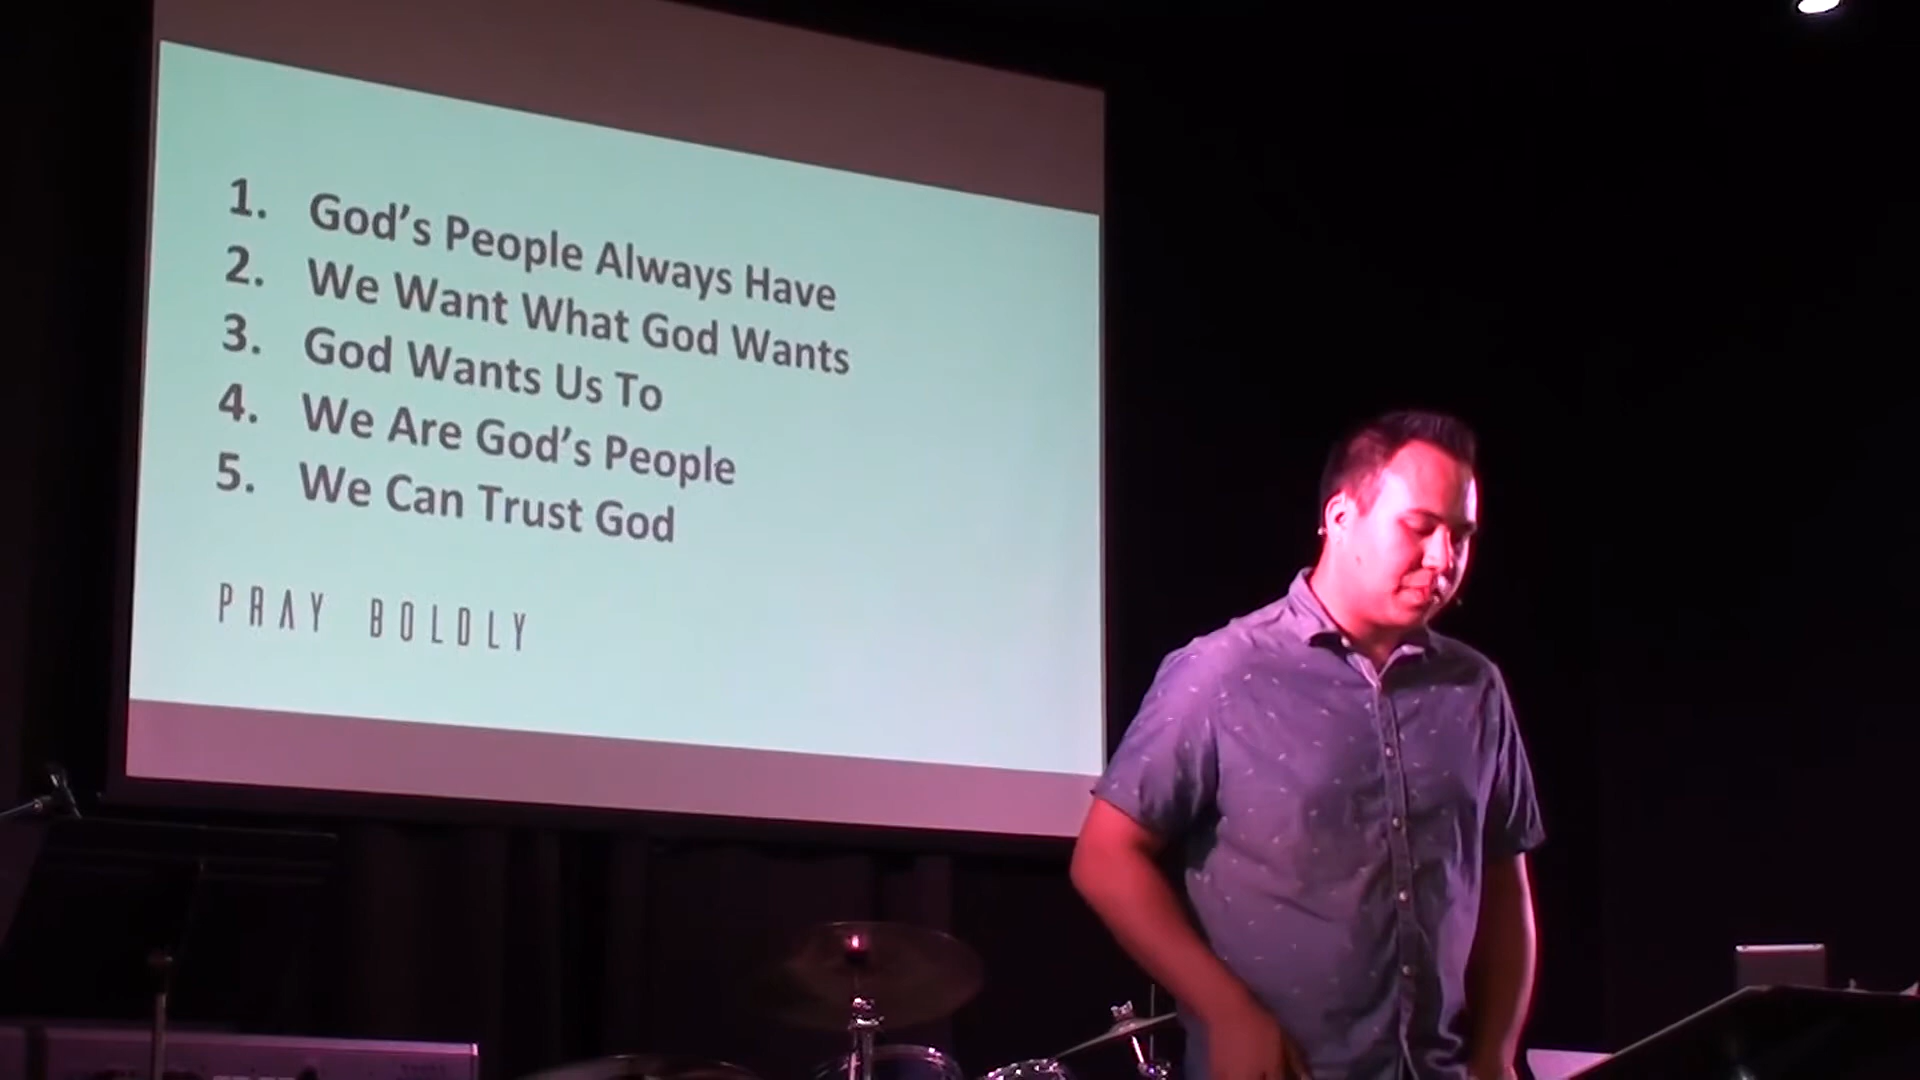 1. God’s People Always Have
2. We Want What God Wants
3. God Wants Us To
4. We Are God’s People
5. We Can Trust God
PRAY BOLDLY